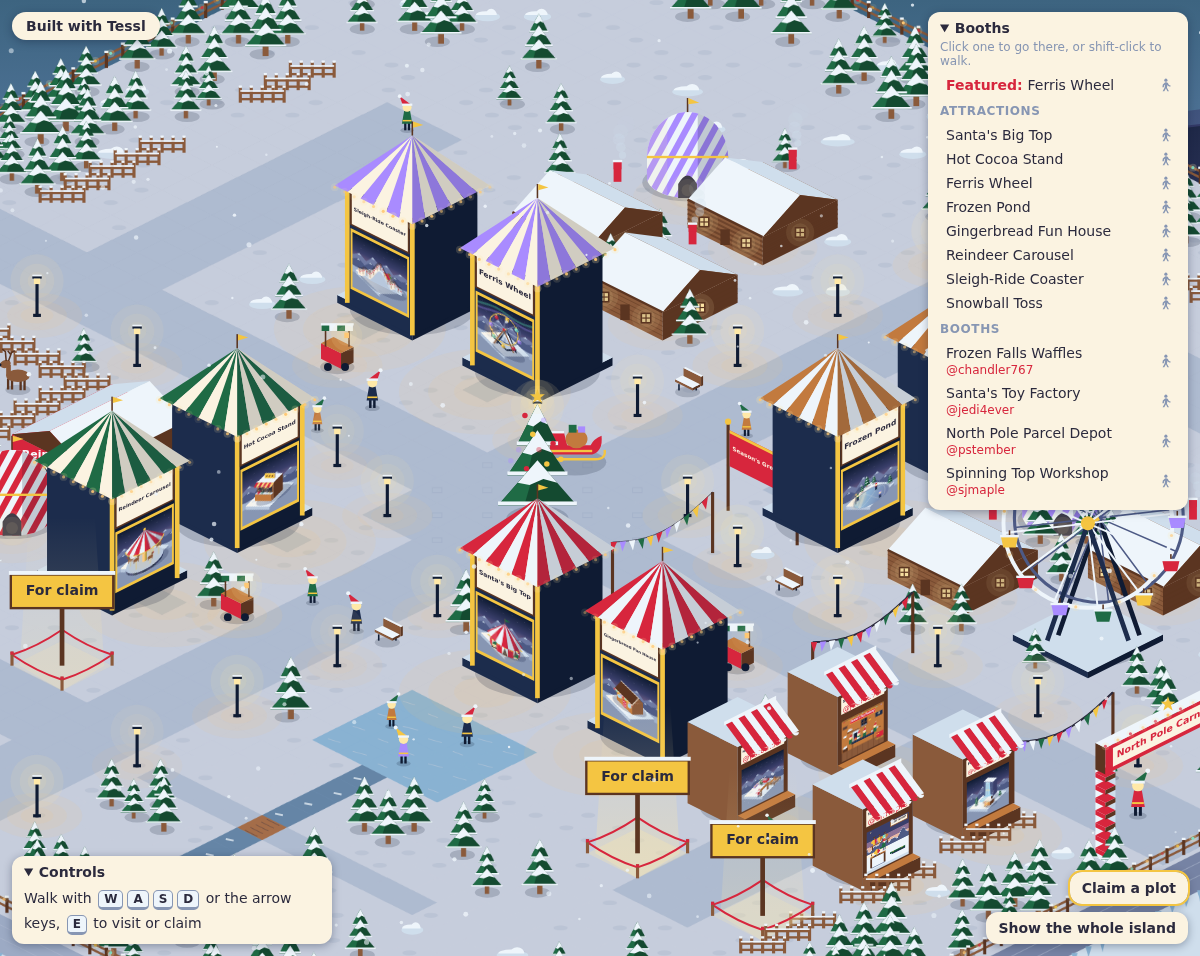 Built with Tessl
▼ Booths
Click one to go there, or shift-click to
walk.
Featured: Ferris Wheel
ATTRACTIONS
Santa's Big Top
Hot Cocoa Stand
Ferris Wheel
Frozen Pond
Gingerbread Fun House
Reindeer Carousel
Sleigh-Ride Coaster
Snowball Toss
BOOTHS
Frozen Falls Waffles
@chandler767
Santa's Toy Factory
@jedi4ever
North Pole Parcel Depot
@pstember
Spinning Top Workshop
@sjmaple
Sleigh-Ride Coaster
Ferris Wheel
Hot Cocoa Stand
Frozen Pond
Season's Gre
Rein
Reindeer Carousel
Santa's Big Top
For claim
Gingerbread Fun House
North Pole Carn
For claim
For claim
▼ Controls
Walk with W A S D or the arrow
keys, E to visit or claim
Claim a plot
Show the whole island